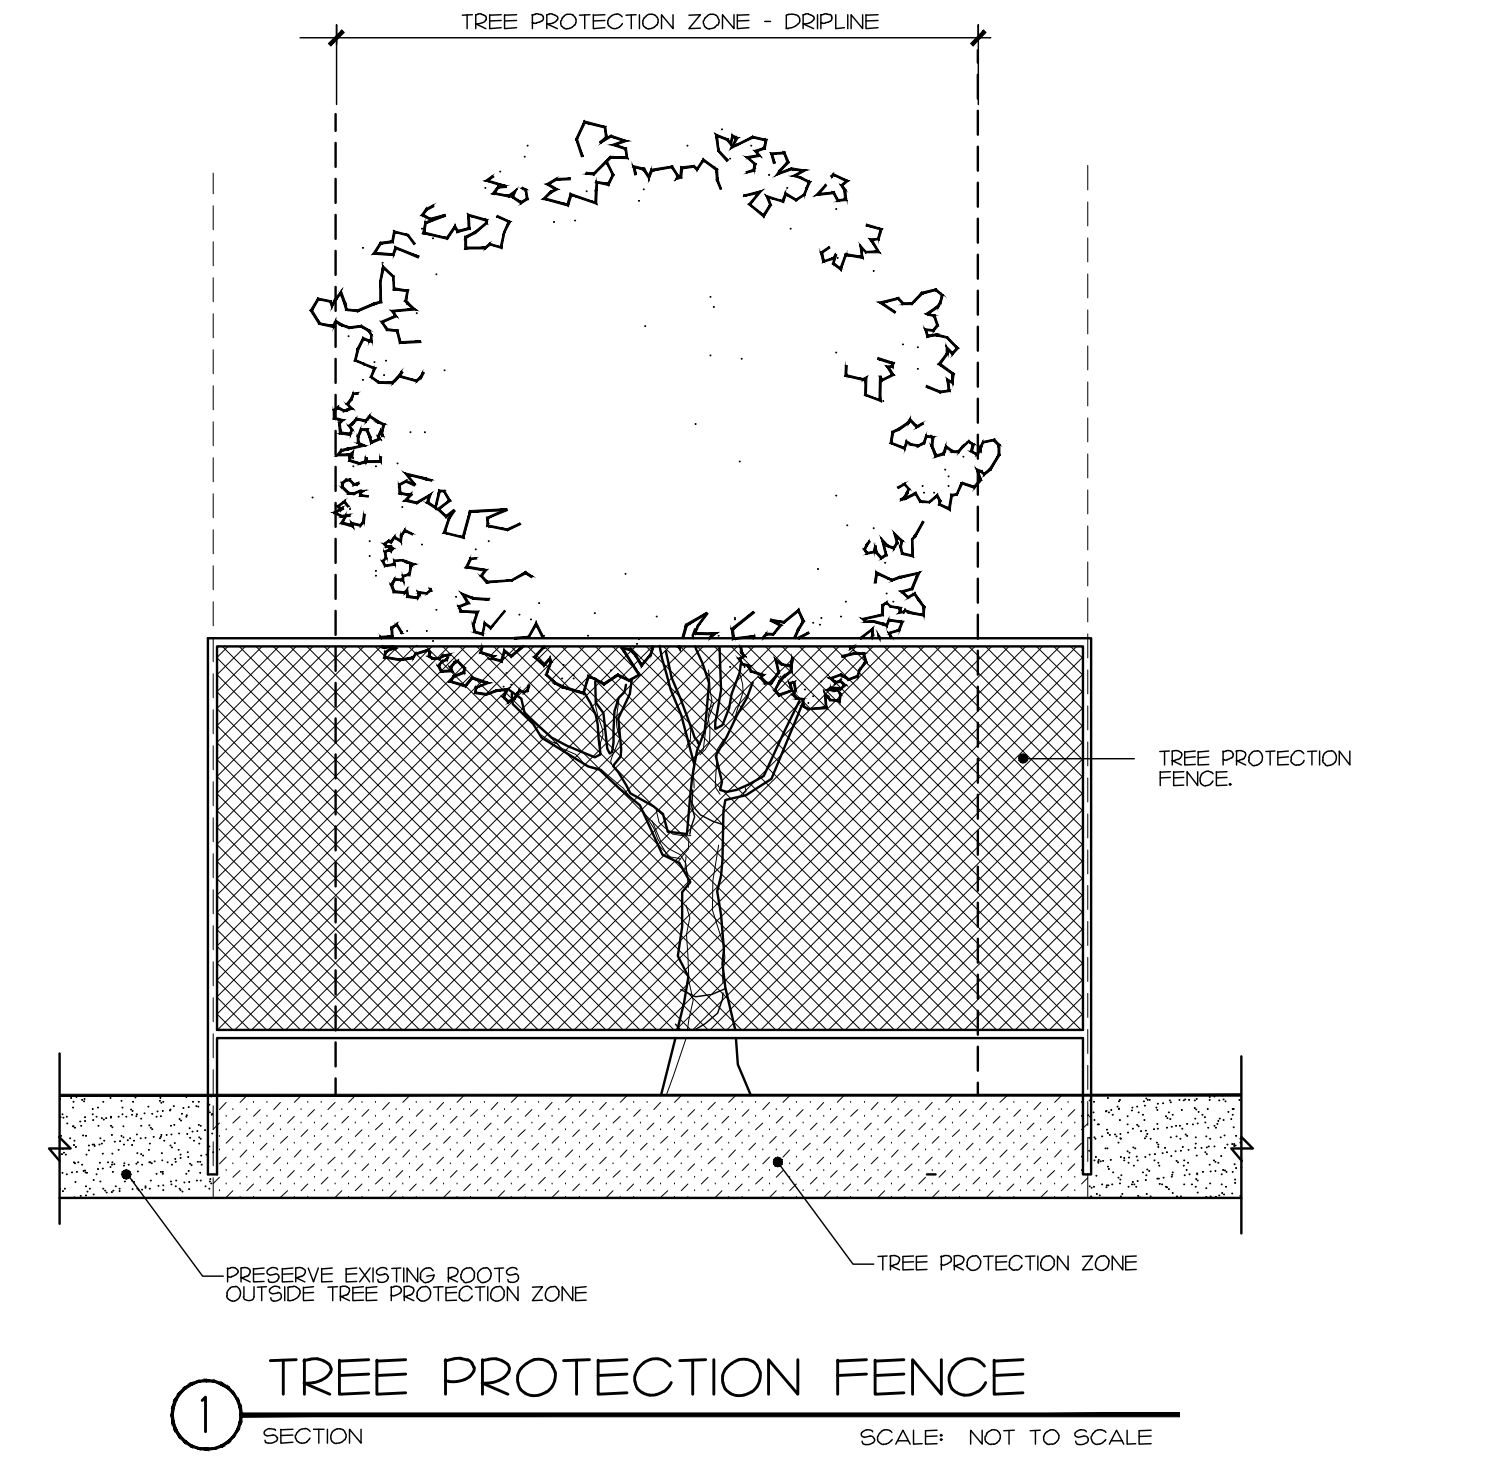 TREE PROTECTION ZONE - DRIPLINE
TREE PROTECTION
FENCE.
TREE PROTECTION ZONE
PRESERVE EXISTING ROOTS
OUTSIDE TREE PROTECTION ZONE
1
TREE PROTECTION FENCE
SECTION
SCALE: NOT TO SCALE